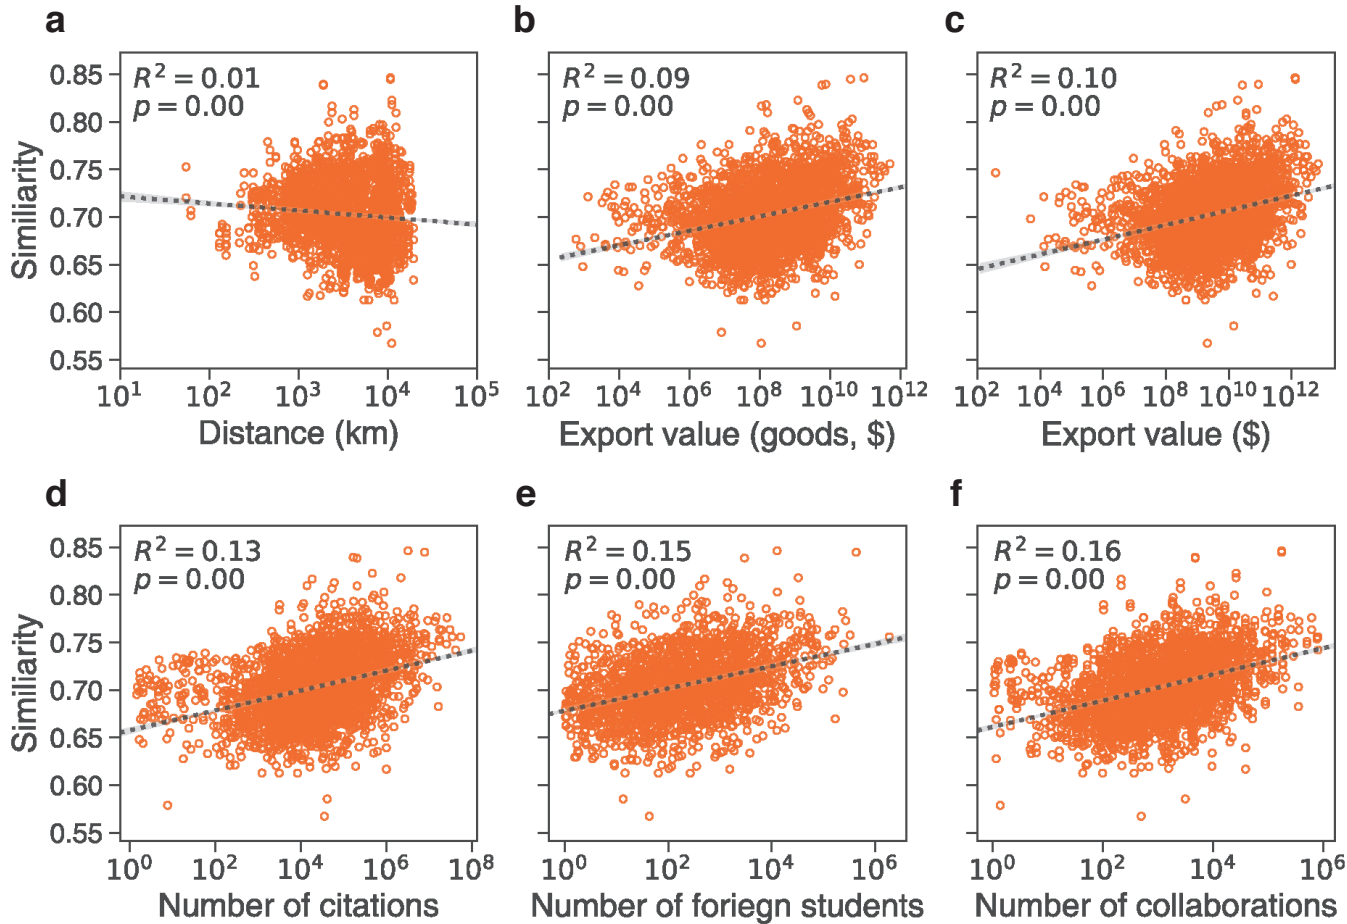 a
b
c
R² = 0.01
p = 0.00
R² = 0.09
p = 0.00
R² = 0.10
p = 0.00
Similiarity
0.85
0.80
0.75
0.70
0.65
0.60
0.55
10¹ 10² 10³ 10⁴ 10⁵
10² 10⁴ 10⁶ 10⁸ 10¹⁰ 10¹²
10² 10⁴ 10⁶ 10⁸ 10¹⁰ 10¹²
Distance (km)
Export value (goods, $)
Export value ($)
d
e
f
R² = 0.13
p = 0.00
R² = 0.15
p = 0.00
R² = 0.16
p = 0.00
Similiarity
0.85
0.80
0.75
0.70
0.65
0.60
0.55
10⁰ 10² 10⁴ 10⁶ 10⁸
10⁰ 10² 10⁴ 10⁶
10⁰ 10² 10⁴ 10⁶
Number of citations
Number of foriegn students
Number of collaborations